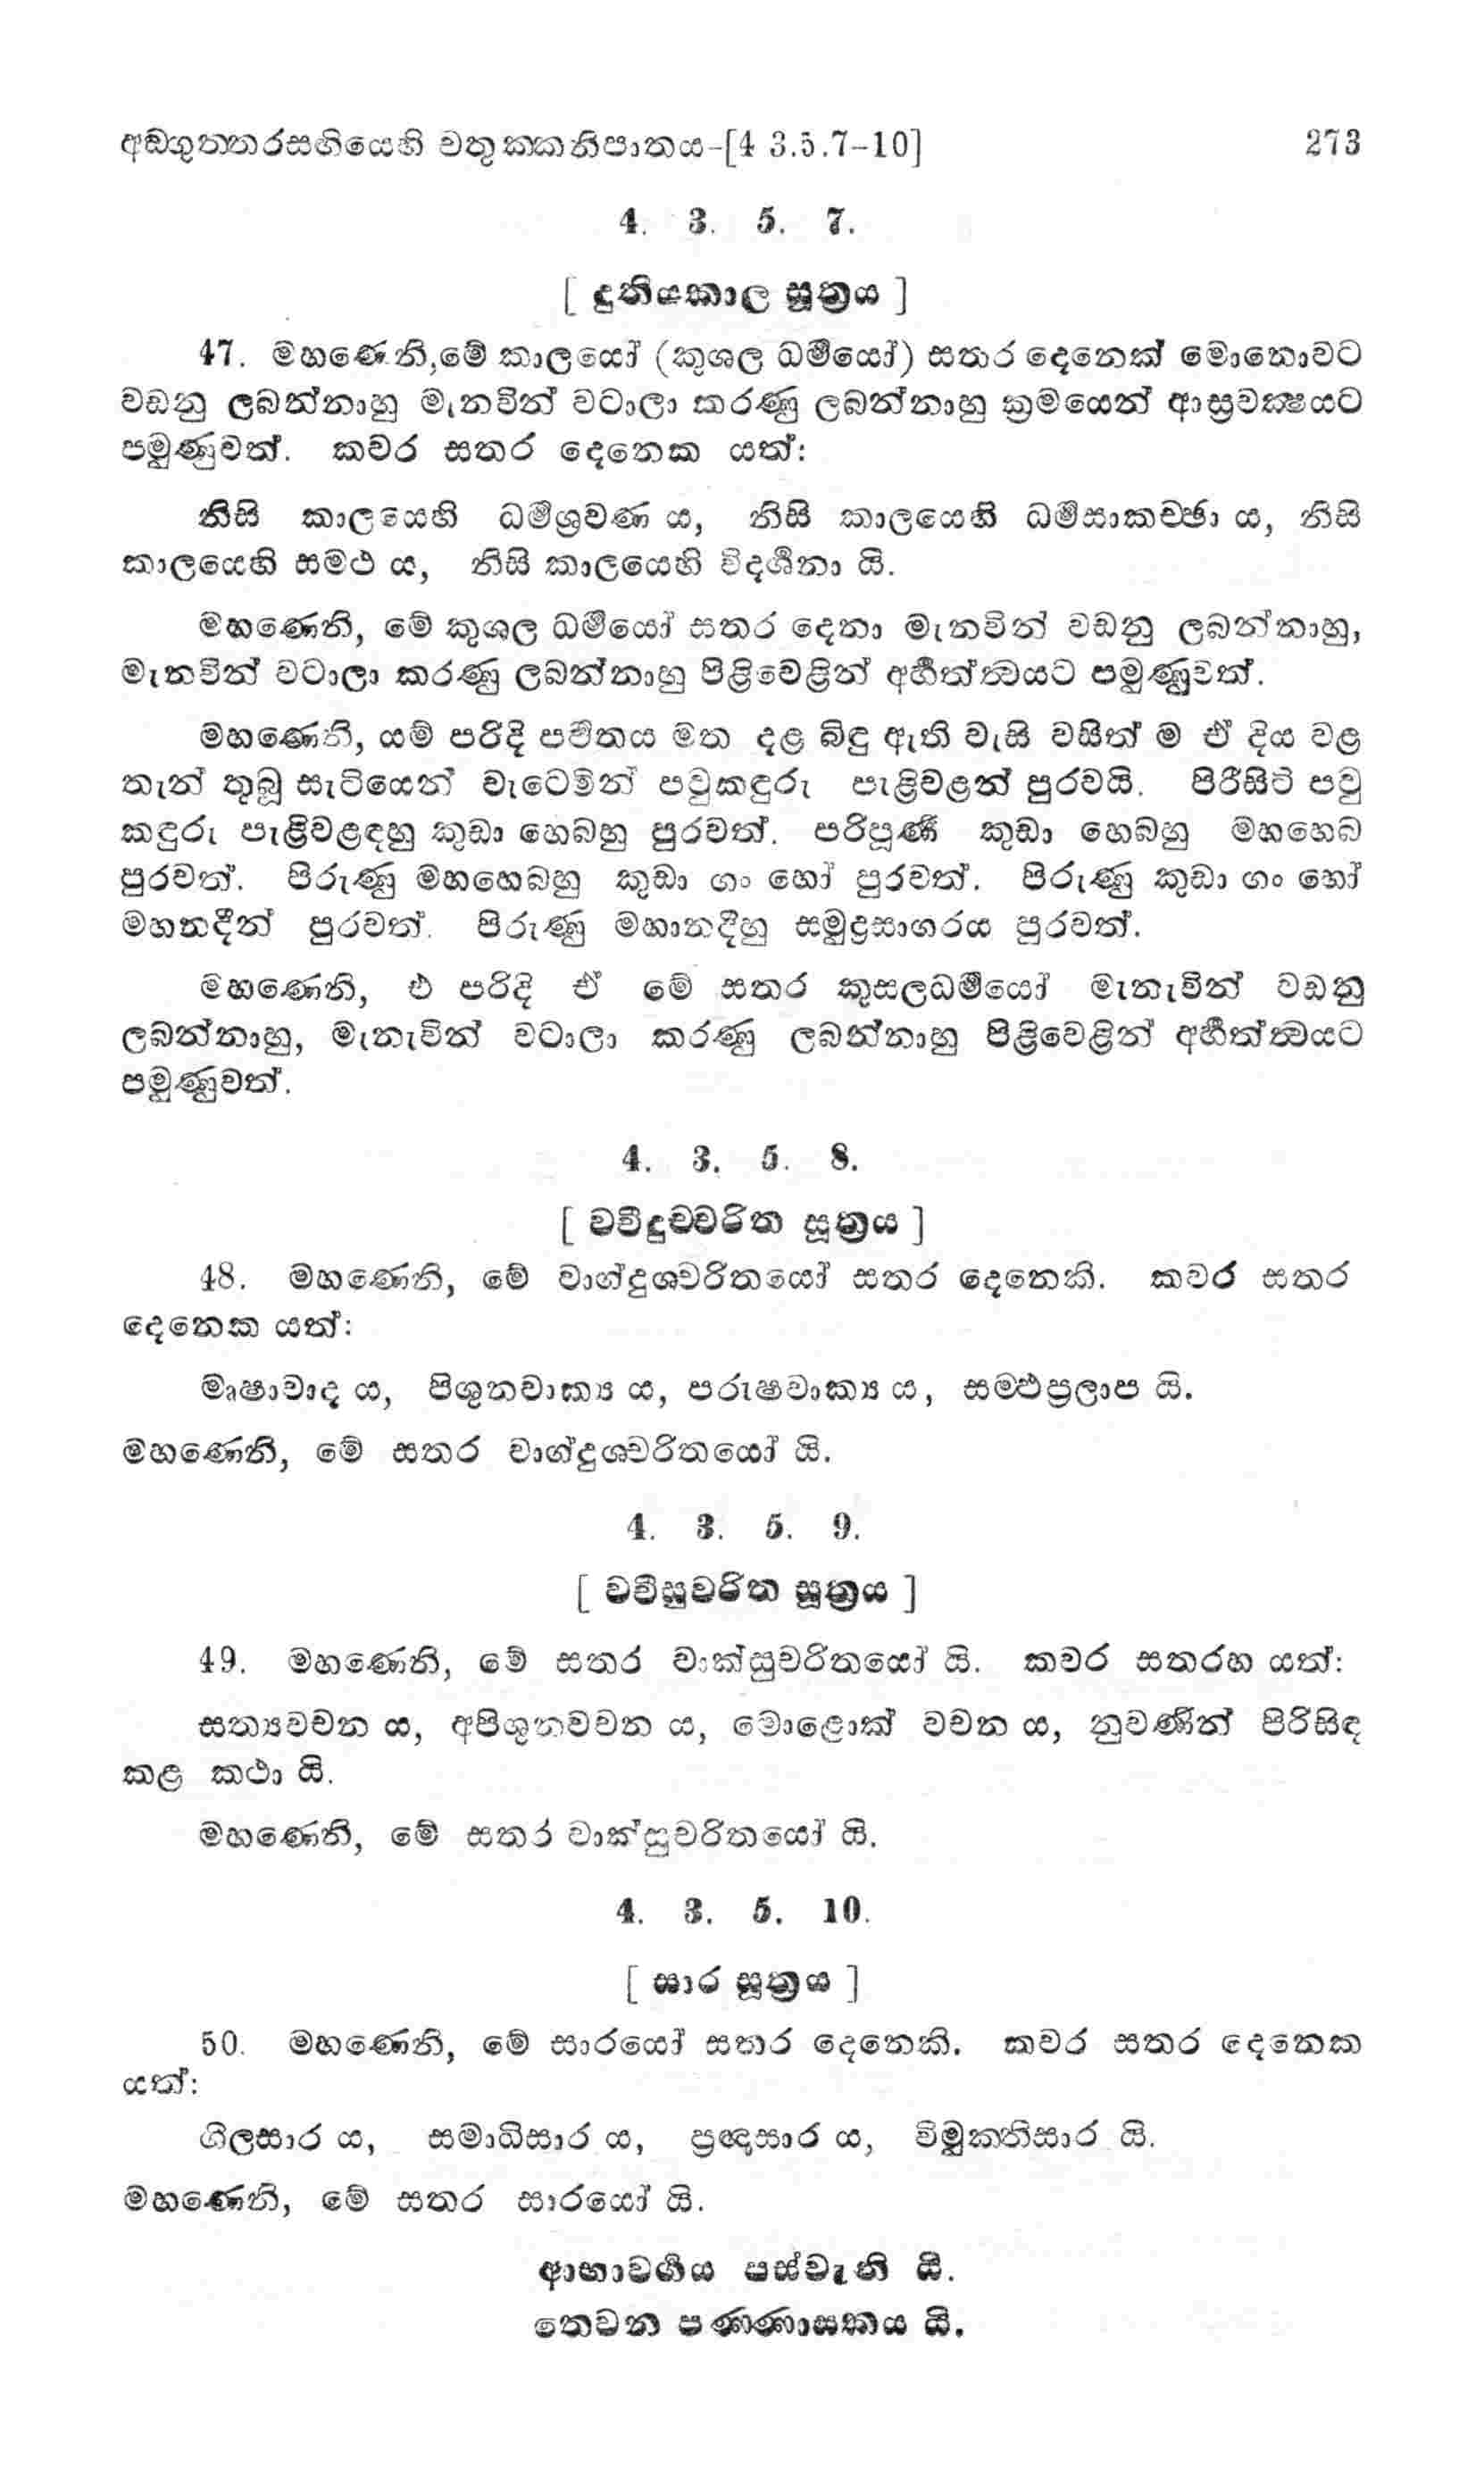 අඞ්ගුත්තරසඟියෙහි චතුක්කනිපාතය-[4 3.5.7-10] 273
4. 3. 5. 7.
[ දුතියකාල සූත්‍රය ]
47. මහණෙනි,මේ කාලයෝ (කුශල ධර්මයෝ) සතර දෙනෙක් මොනොවට
වඩනු ලබන්නාහු මැනවින් වටාලා කරණු ලබන්නාහු ක්‍රමයෙන් ආස්‍රවක්‍ෂයට
පමුණුවත්. කවර සතර දෙනෙක යත්:
නිසි කාලයෙහි ධර්මශ්‍රවණ ය, නිසි කාලයෙහි ධර්මසාකච්ඡා ය, නිසි
කාලයෙහි සමථ ය, නිසි කාලයෙහි විදර්‍ශනා යි.
මහණෙනි, මේ කුශල ධර්මයෝ සතර දෙනා මැනවින් වඩනු ලබන්නාහු,
මැනවින් වටාලා කරණු ලබන්නාහු පිළිවෙළින් අර්‍හත්ත්‍වයට පමුණුවත්.
මහණෙනි, යම් පරිදි පර්‍වතය මත දළ බිඳු ඇති වැසි වසිත් ම ඒ දිය වළ
තැන් තුබූ සැටියෙන් වැටෙමින් පවුකඳුරු පැළිවළන් පුරවයි. පිරීසිටි පවු
කඳුරු පැළිවළඳහු කුඩා හෙබහු පුරවත්. පරිපූර්‍ණ කුඩා හෙබහු මහහෙබ
පුරවත්. පිරුණු මහහෙබහු කුඩා ගං හෝ පුරවත්. පිරුණු කුඩා ගං හෝ
මහනදීන් පුරවත්. පිරුණු මහානදීහු සමුද්‍රසාගරය පුරවත්.
මහණෙනි, එ පරිදි ඒ මේ සතර කුසලධර්මයෝ මැනැවින් වඩනු
ලබන්නාහු, මැනැවින් වටාලා කරණු ලබන්නාහු පිළිවෙළින් අර්‍හත්ත්‍වයට
පමුණුවත්.
4. 3. 5. 8.
[ වචීදුච්චරිත සූත්‍රය ]
48. මහණෙනි, මේ වාග්දුශචරිතයෝ සතර දෙනෙකි. කවර සතර
දෙනෙක යත්:
මෘෂාවාද ය, පිශුනවාක්‍ය ය, පරුෂවාක්‍ය ය, සම්ඵප්‍රලාප යි.
මහණෙනි, මේ සතර වාග්දුශචරිතයෝ යි.
4. 3. 5. 9.
[ වචීසුචරිත සූත්‍රය ]
49. මහණෙනි, මේ සතර වාක්සුචරිතයෝ යි. කවර සතරහ යත්:
සත්‍යවචන ය, අපිශුනවචන ය, මොළොක් වචන ය, නුවණින් පිරිසිඳ
කළ කථා යි.
මහණෙනි, මේ සතර වාක්සුචරිතයෝ යි.
4. 3. 5. 10.
[ සාර සූත්‍රය ]
50. මහණෙනි, මේ සාරයෝ සතර දෙනෙකි. කවර සතර දෙනෙක
යත්:
ශිලසාර ය, සමාධිසාර ය, ප්‍රඥාසාර ය, විමුක්තිසාර යි.
මහණෙනි, මේ සතර සාරයෝ යි.
ආභාවර්‍ගය පස්වැනි යි.
තෙවන පණ්ණාසකය යි.